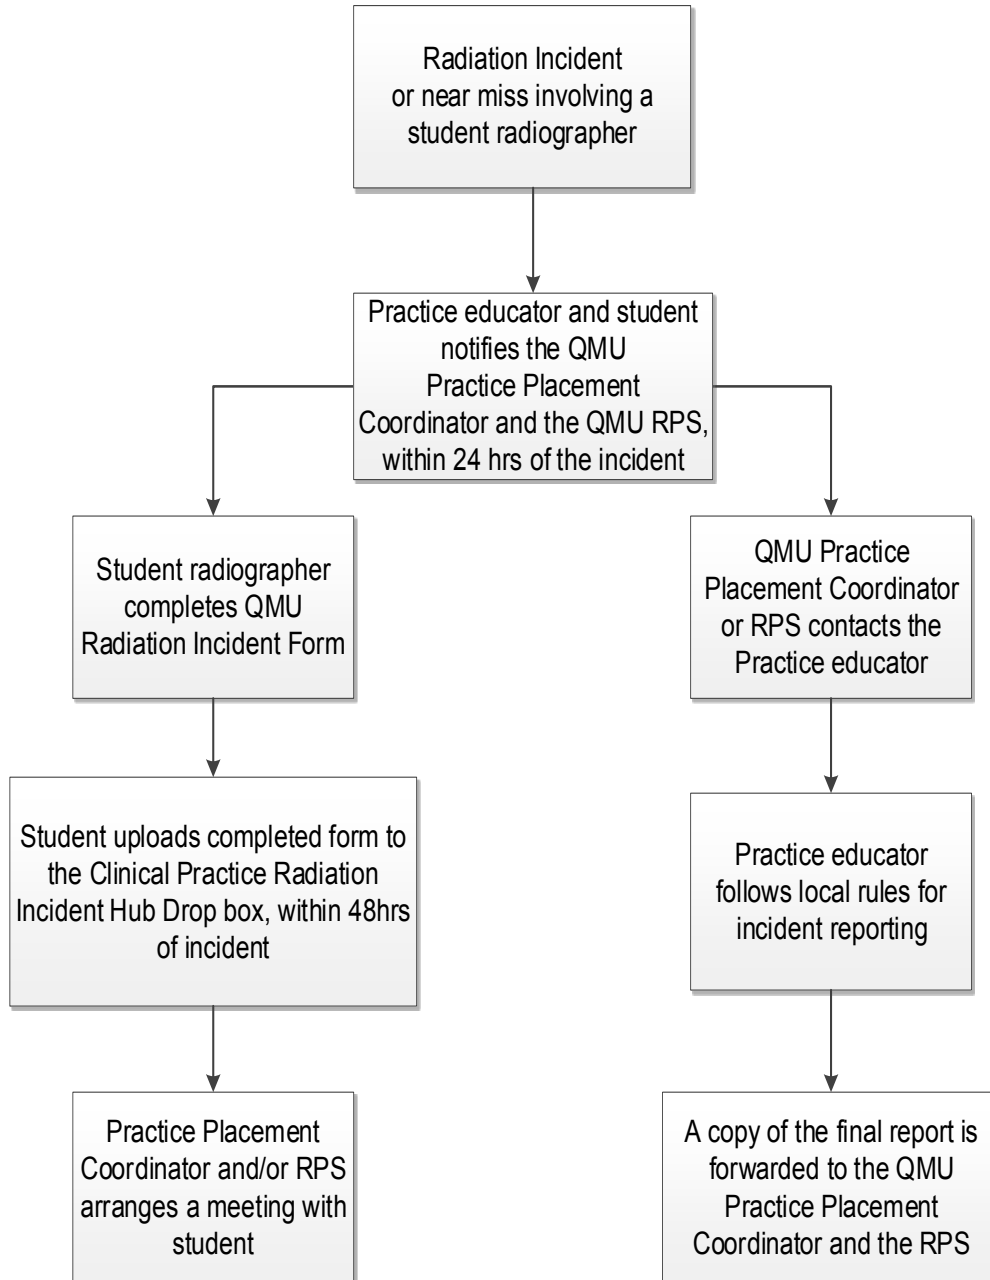 Radiation Incident
or near miss involving a
student radiographer
Practice educator and student
notifies the QMU
Practice Placement
Coordinator and the QMU RPS,
within 24 hrs of the incident
Student radiographer
completes QMU
Radiation Incident Form
QMU Practice
Placement Coordinator
or RPS contacts the
Practice educator
Student uploads completed form to
the Clinical Practice Radiation
Incident Hub Drop box, within 48hrs
of incident
Practice educator
follows local rules for
incident reporting
Practice Placement
Coordinator and/or RPS
arranges a meeting with
student
A copy of the final report is
forwarded to the QMU
Practice Placement
Coordinator and the RPS